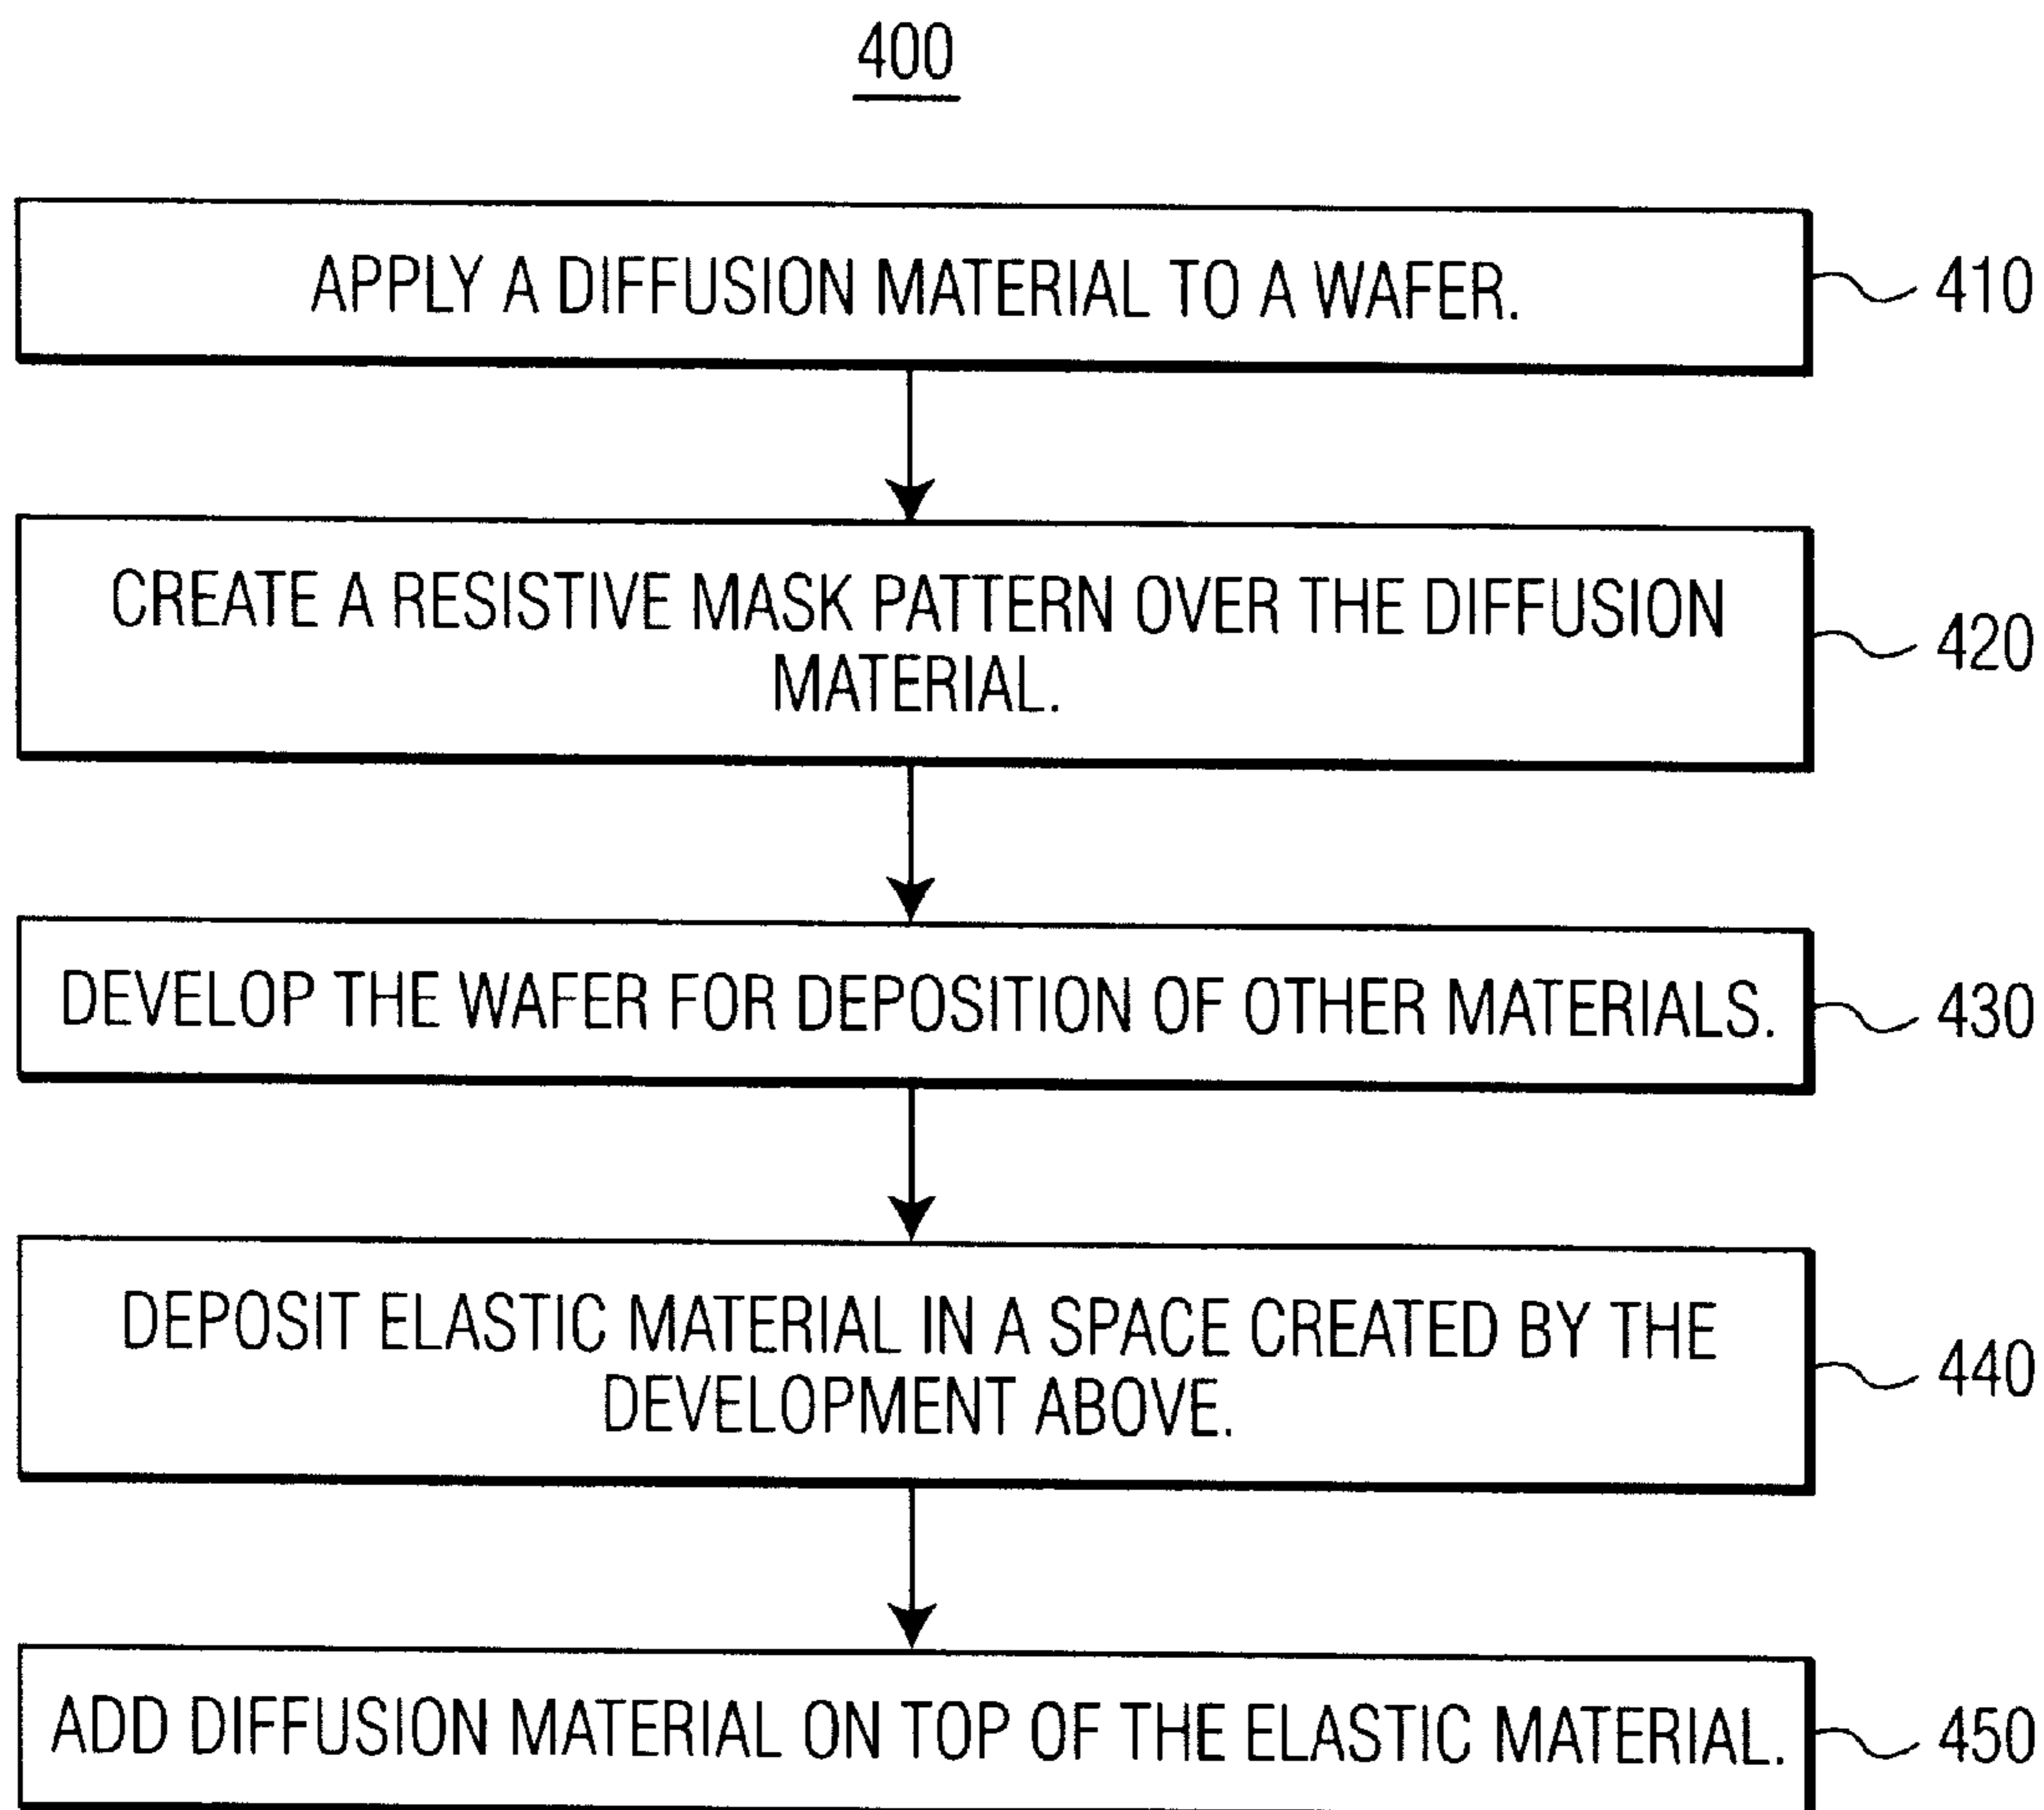 400
APPLY A DIFFUSION MATERIAL TO A WAFER.
410
CREATE A RESISTIVE MASK PATTERN OVER THE DIFFUSION
MATERIAL.
420
DEVELOP THE WAFER FOR DEPOSITION OF OTHER MATERIALS.
430
DEPOSIT ELASTIC MATERIAL IN A SPACE CREATED BY THE
DEVELOPMENT ABOVE.
440
ADD DIFFUSION MATERIAL ON TOP OF THE ELASTIC MATERIAL.
450